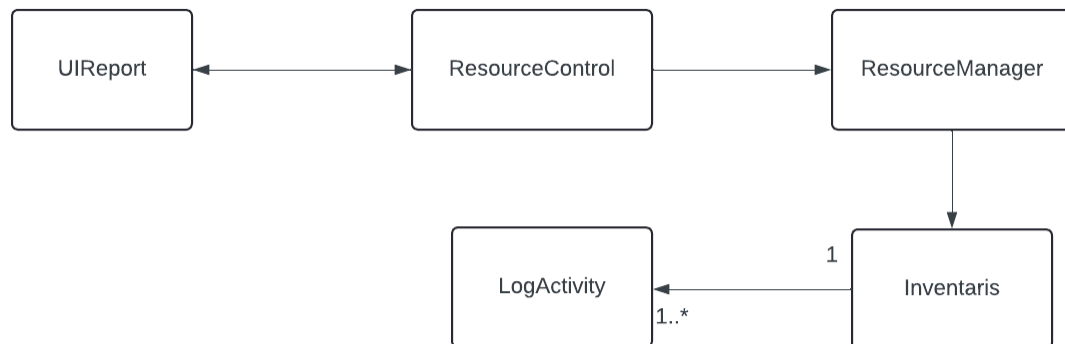 UIReport
ResourceControl
ResourceManager
1
LogActivity
Inventaris
1..*